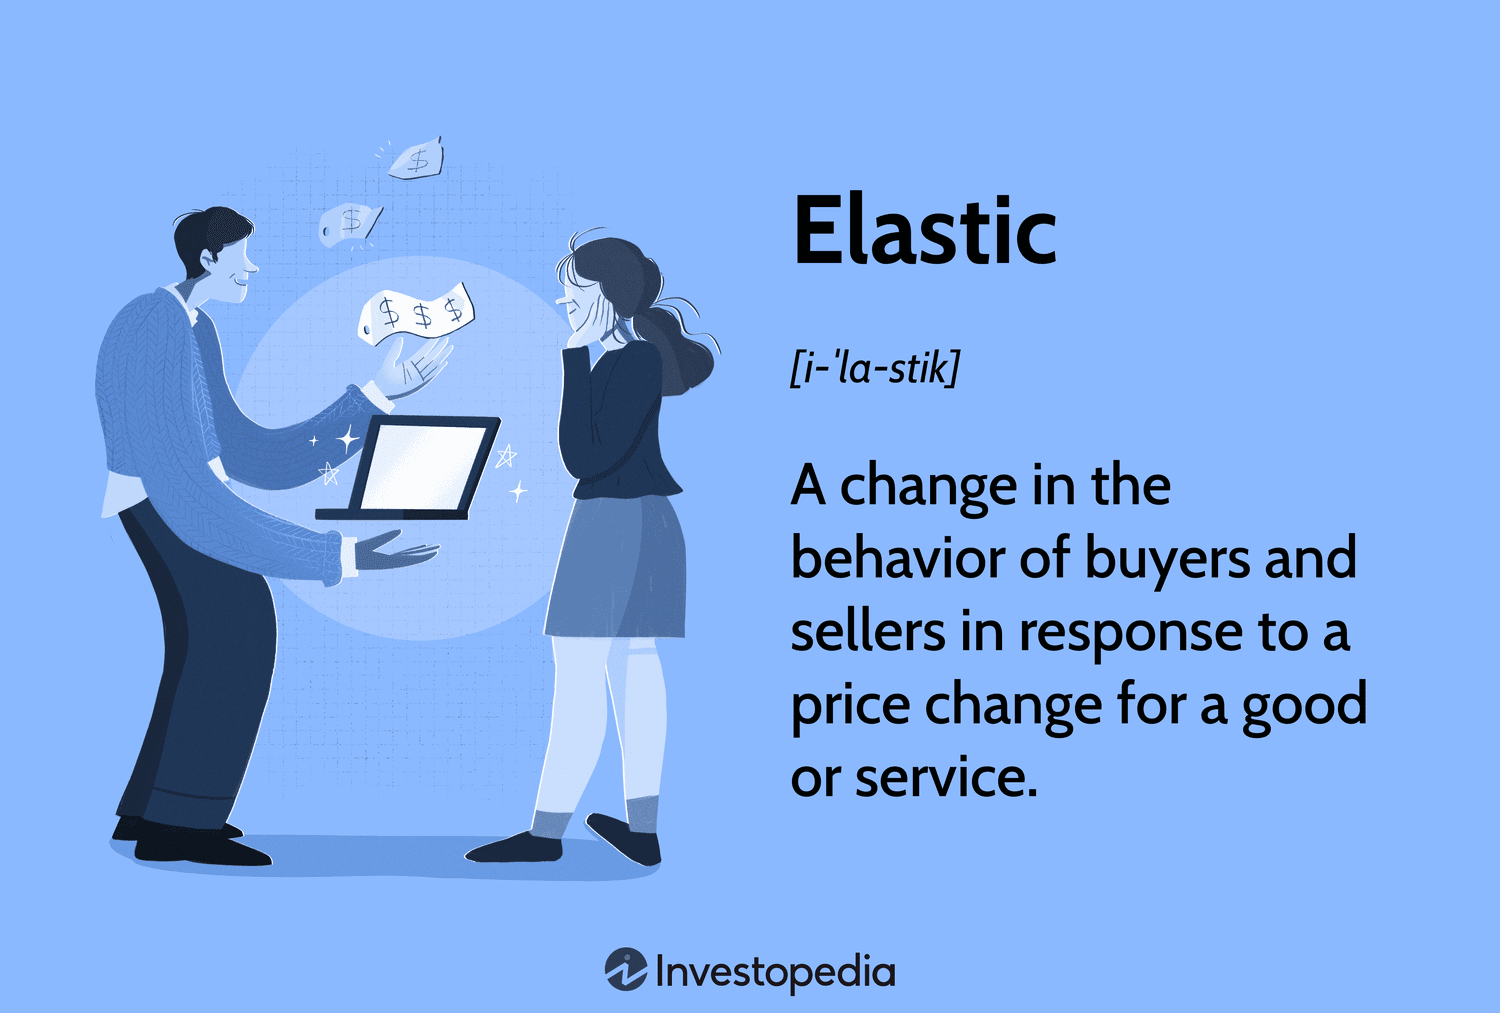 $
$
$ $ $
Elastic
[i-ˈla-stik]
A change in the
behavior of buyers and
sellers in response to a
price change for a good
or service.
Investopedia